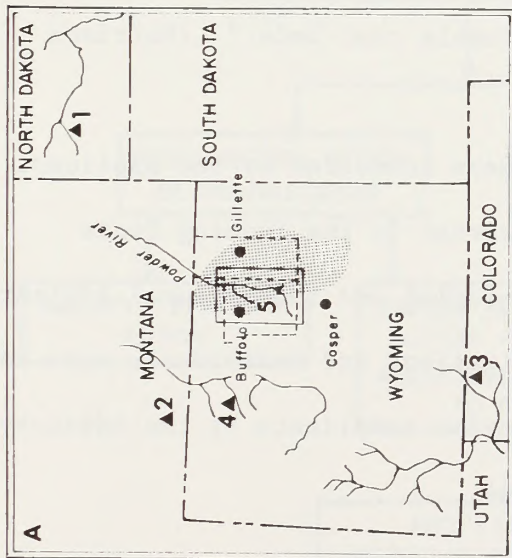 A
NORTH DAKOTA
▲1
MONTANA
Powder River
SOUTH DAKOTA
▲2
4▲
Buffalo
Gillette
5
Casper
WYOMING
UTAH
COLORADO
▲3